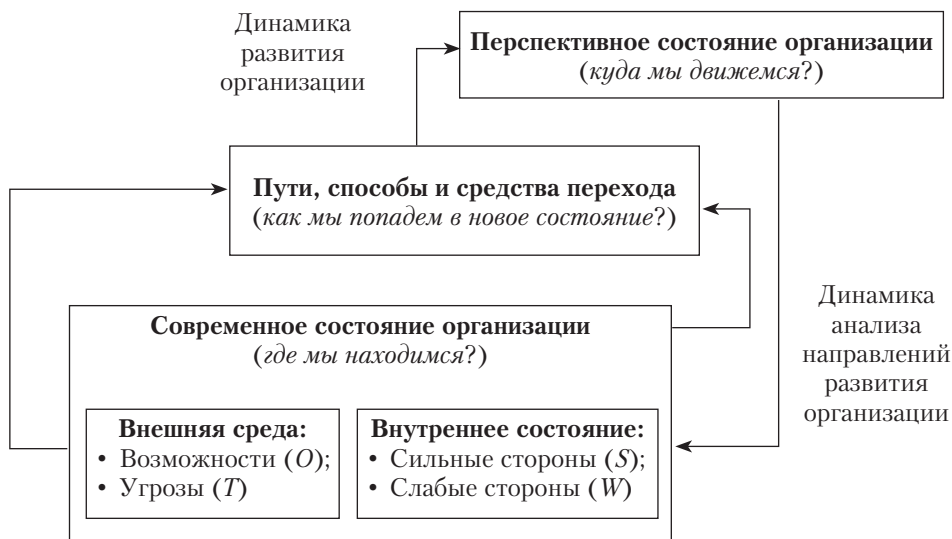 Динамика
развития
организации
Перспективное состояние организации
(куда мы движемся?)
Пути, способы и средства перехода
(как мы попадем в новое состояние?)
Современное состояние организации
(где мы находимся?)
Внешняя среда:
• Возможности (O);
• Угрозы (T)
Внутреннее состояние:
• Сильные стороны (S);
• Слабые стороны (W)
Динамика
анализа
направлений
развития
организации